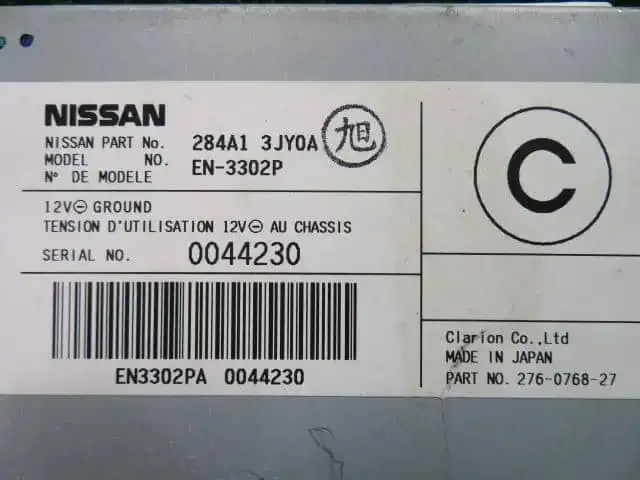 NISSAN
NISSAN PART No. 284A1 3JY0A 旭
MODEL NO. EN-3302P
N° DE MODELE
12V⊖ GROUND
TENSION D'UTILISATION 12V⊖ AU CHASSIS
SERIAL NO. 0044230
EN3302PA 0044230
C
Clarion Co.,Ltd
MADE IN JAPAN
PART NO. 276-0768-27